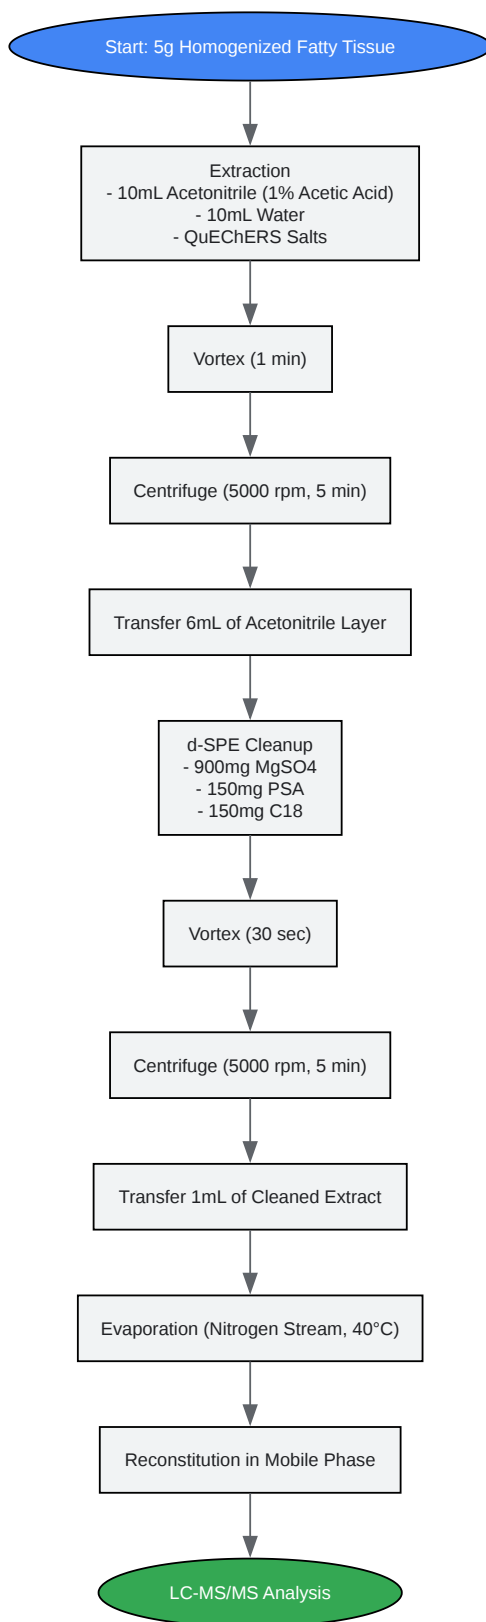 Start: 5g Homogenized Fatty Tissue
Extraction
- 10mL Acetonitrile (1% Acetic Acid)
- 10mL Water
- QuEChERS Salts
Vortex (1 min)
Centrifuge (5000 rpm, 5 min)
Transfer 6mL of Acetonitrile Layer
d-SPE Cleanup
- 900mg MgSO4
- 150mg PSA
- 150mg C18
Vortex (30 sec)
Centrifuge (5000 rpm, 5 min)
Transfer 1mL of Cleaned Extract
Evaporation (Nitrogen Stream, 40°C)
Reconstitution in Mobile Phase
LC-MS/MS Analysis